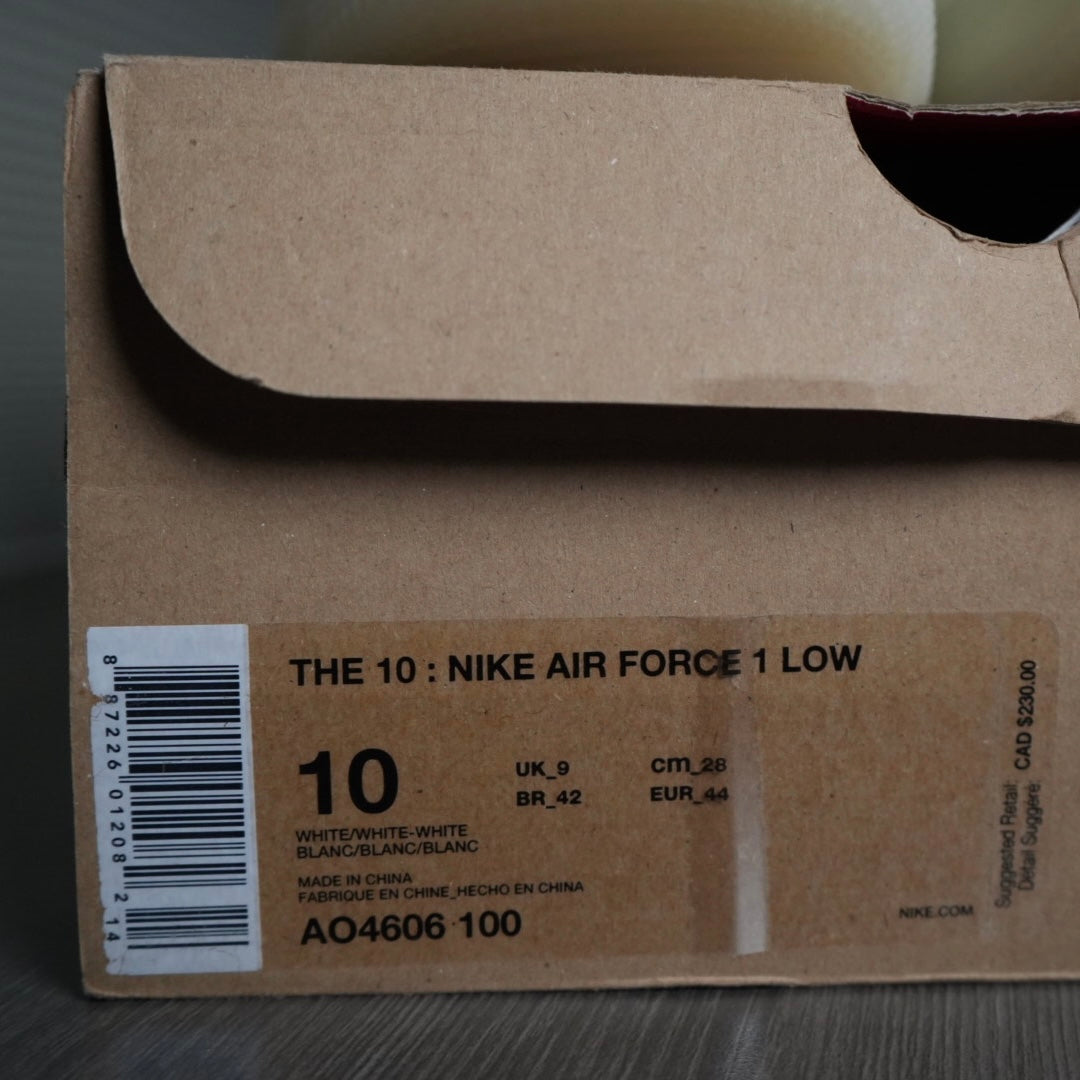 THE 10 : NIKE AIR FORCE 1 LOW
10
UK_9
cm_28
BR_42
EUR_44
WHITE/WHITE-WHITE
BLANC/BLANC/BLANC
MADE IN CHINA
FABRIQUE EN CHINE_HECHO EN CHINA
AO4606 100
NIKE.COM
Suggested Retail: CAD $230.00
Detail Suggéré:
8 87226 01208 2 14